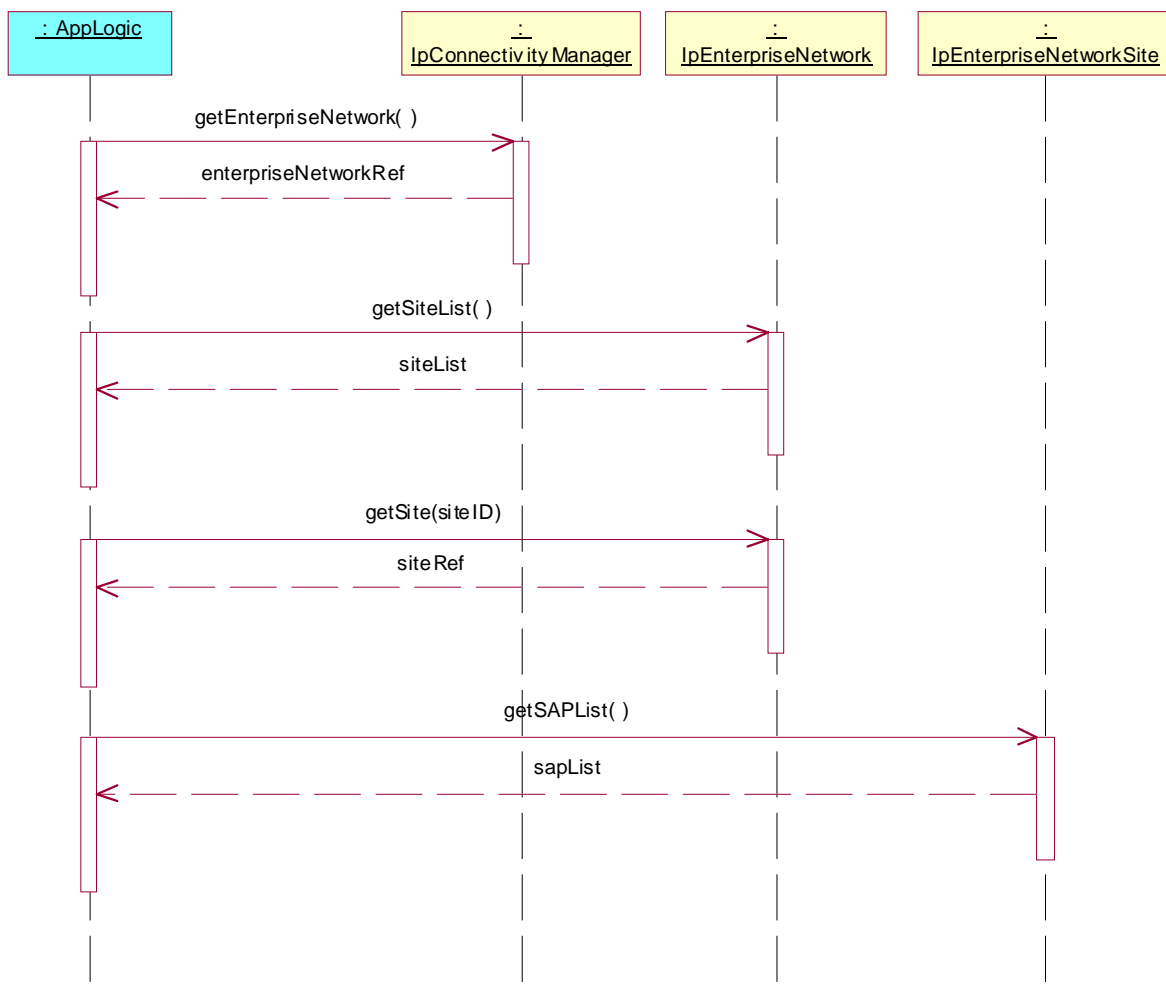 : AppLogic
:
IpConnectivityManager
:
IpEnterpriseNetwork
:
IpEnterpriseNetworkSite
getEnterpriseNetwork( )
enterpriseNetworkRef
getSiteList( )
siteList
getSite(siteID)
siteRef
getSAPList( )
sapList